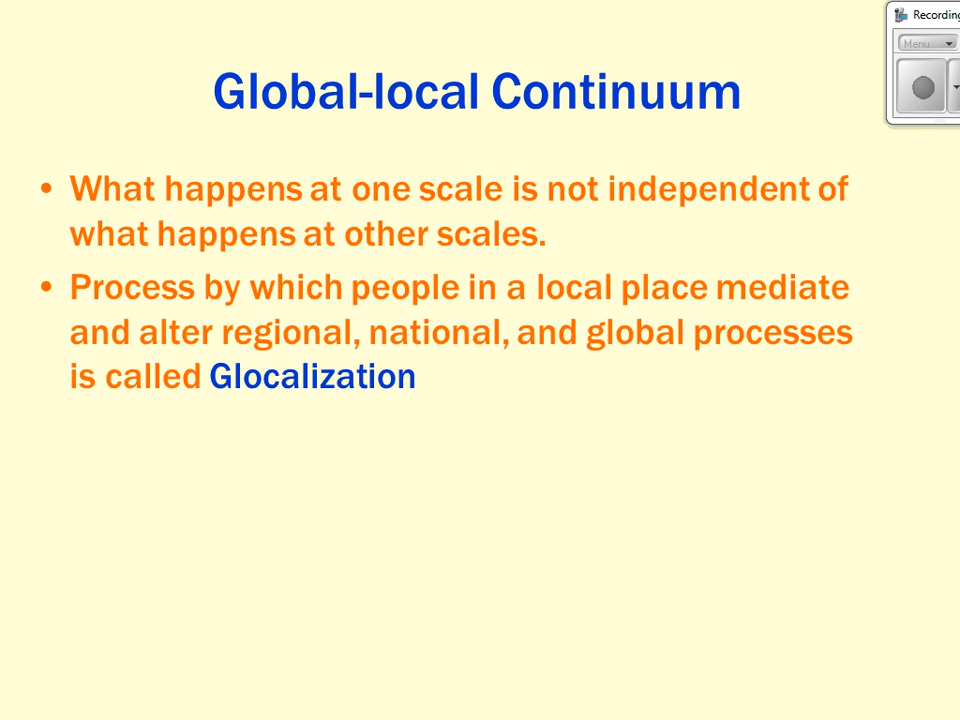 Recording
Menu
Global-local Continuum
• What happens at one scale is not independent of
what happens at other scales.
• Process by which people in a local place mediate
and alter regional, national, and global processes
is called Glocalization